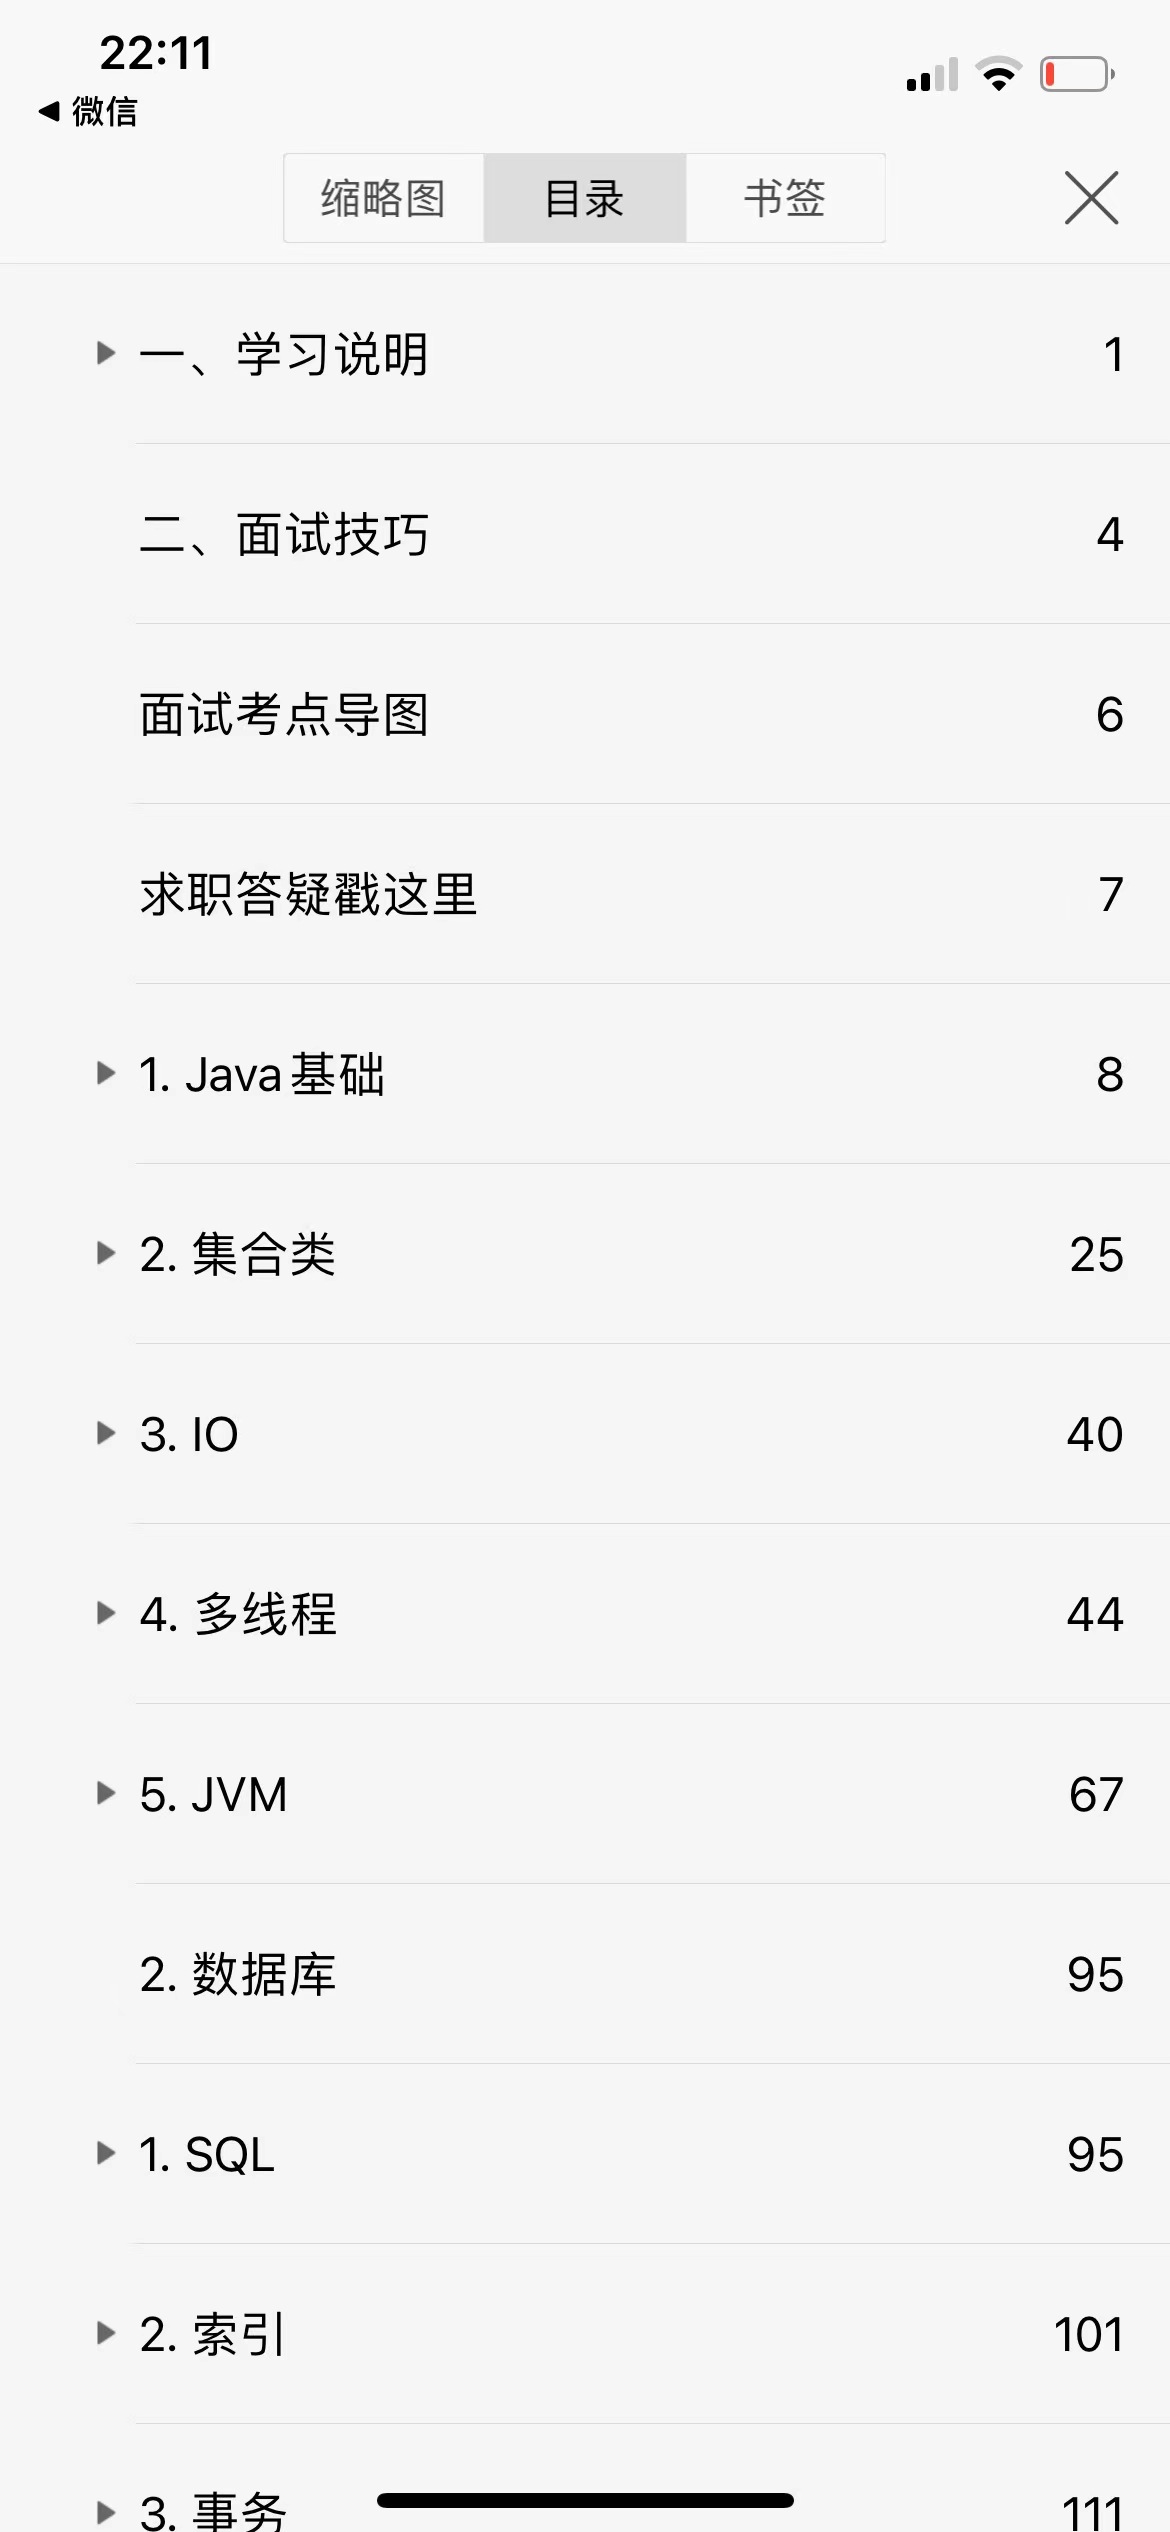 22:11
微信
缩略图 目录 书签
一、学习说明 1
二、面试技巧 4
面试考点导图 6
求职答疑戳这里 7
1. Java基础 8
2. 集合类 25
3. IO 40
4. 多线程 44
5. JVM 67
2. 数据库 95
1. SQL 95
2. 索引 101
3. 事务 111